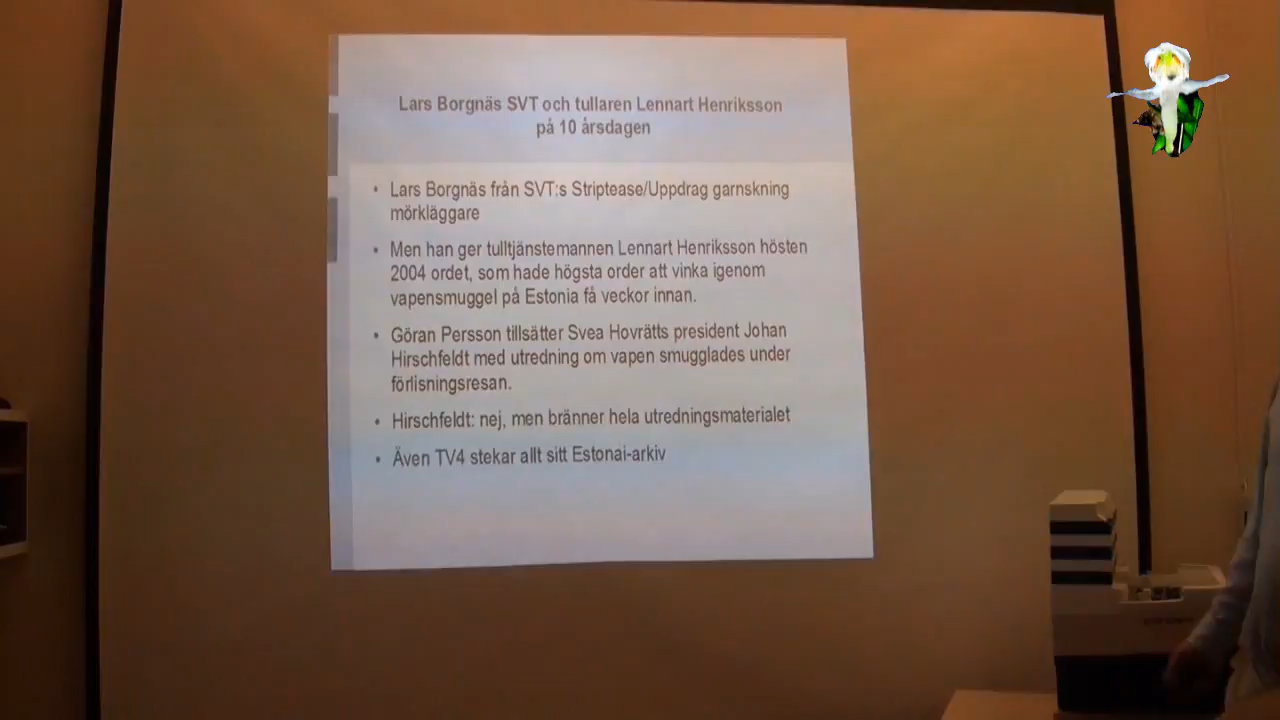 Lars Borgnäs SVT och tullaren Lennart Henriksson
på 10 årsdagen
• Lars Borgnäs från SVT:s Striptease/Uppdrag garnskning
mörkläggare
• Men han ger tulltjänstemannen Lennart Henriksson hösten
2004 ordet, som hade högsta order att vinka igenom
vapensmuggel på Estonia få veckor innan.
• Göran Persson tillsätter Svea Hovrätts president Johan
Hirschfeldt med utredning om vapen smugglades under
förlisningsresan.
• Hirschfeldt: nej, men bränner hela utredningsmaterialet
• Även TV4 stekar allt sitt Estonai-arkiv